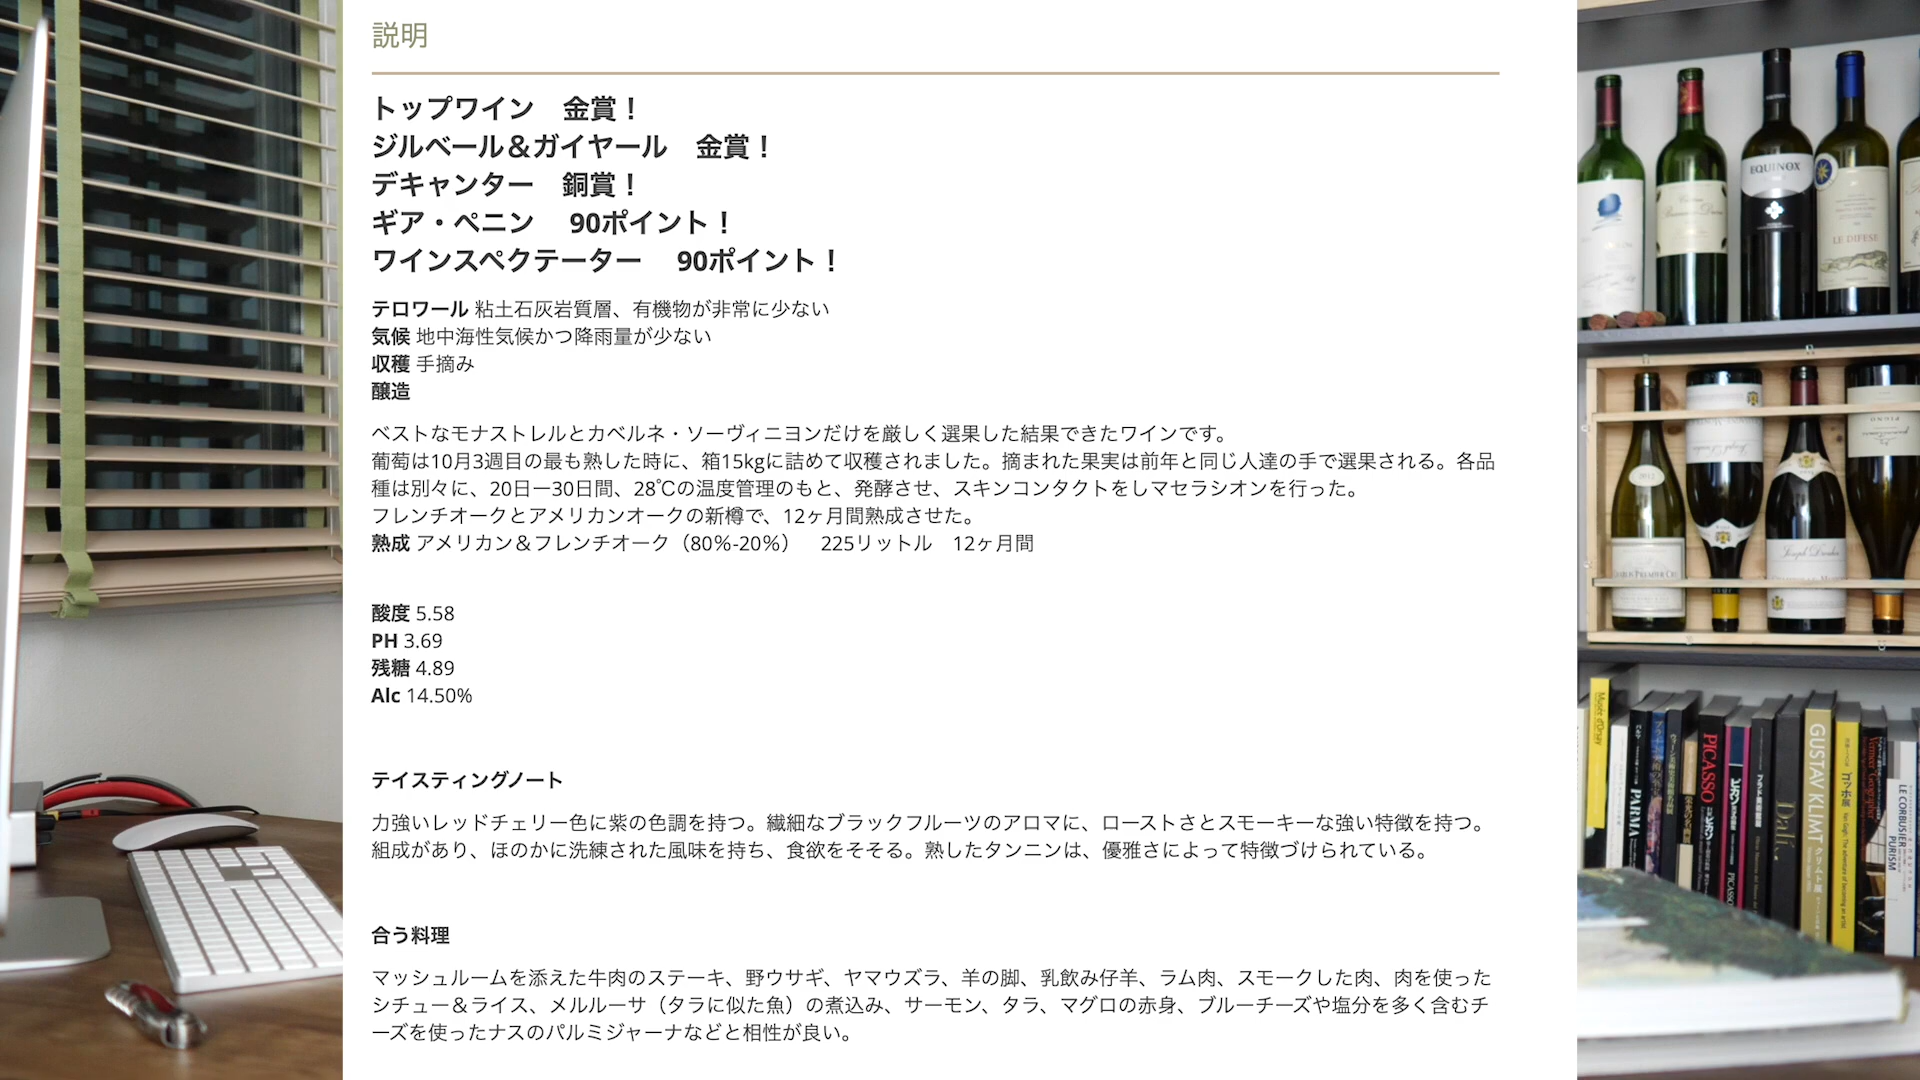 説明
トップワイン　金賞！
ジルベール＆ガイヤール　金賞！
デキャンター　銅賞！
ギア・ペニン　 90ポイント！
ワインスペクテーター　 90ポイント！
テロワール 粘土石灰岩質層、有機物が非常に少ない
気候 地中海性気候かつ降雨量が少ない
収穫 手摘み
醸造
ベストなモナストレルとカベルネ・ソーヴィニヨンだけを厳しく選果した結果できたワインです。
葡萄は10月3週目の最も熟した時に、箱15kgに詰めて収穫されました。摘まれた果実は前年と同じ人達の手で選果される。各品
種は別々に、20日ー30日間、28℃の温度管理のもと、発酵させ、スキンコンタクトをしマセラシオンを行った。
フレンチオークとアメリカンオークの新樽で、12ヶ月間熟成させた。
熟成 アメリカン＆フレンチオーク（80%-20%）　225リットル　12ヶ月間
酸度 5.58
PH 3.69
残糖 4.89
Alc 14.50%
テイスティングノート
力強いレッドチェリー色に紫の色調を持つ。繊細なブラックフルーツのアロマに、ローストさとスモーキーな強い特徴を持つ。
組成があり、ほのかに洗練された風味を持ち、食欲をそそる。熟したタンニンは、優雅さによって特徴づけられている。
合う料理
マッシュルームを添えた牛肉のステーキ、野ウサギ、ヤマウズラ、羊の脚、乳飲み仔羊、ラム肉、スモークした肉、肉を使った
シチュー＆ライス、メルルーサ（タラに似た魚）の煮込み、サーモン、タラ、マグロの赤身、ブルーチーズや塩分を多く含むチ
ーズを使ったナスのパルミジャーナなどと相性が良い。
EQUINOX
LE DIFESE
Musée d'Orsay
PARMA
PICASSO
Dalí
GUSTAV KLIMT
クリムト展
ゴッホ展
LE CORBUSIER
PURISM